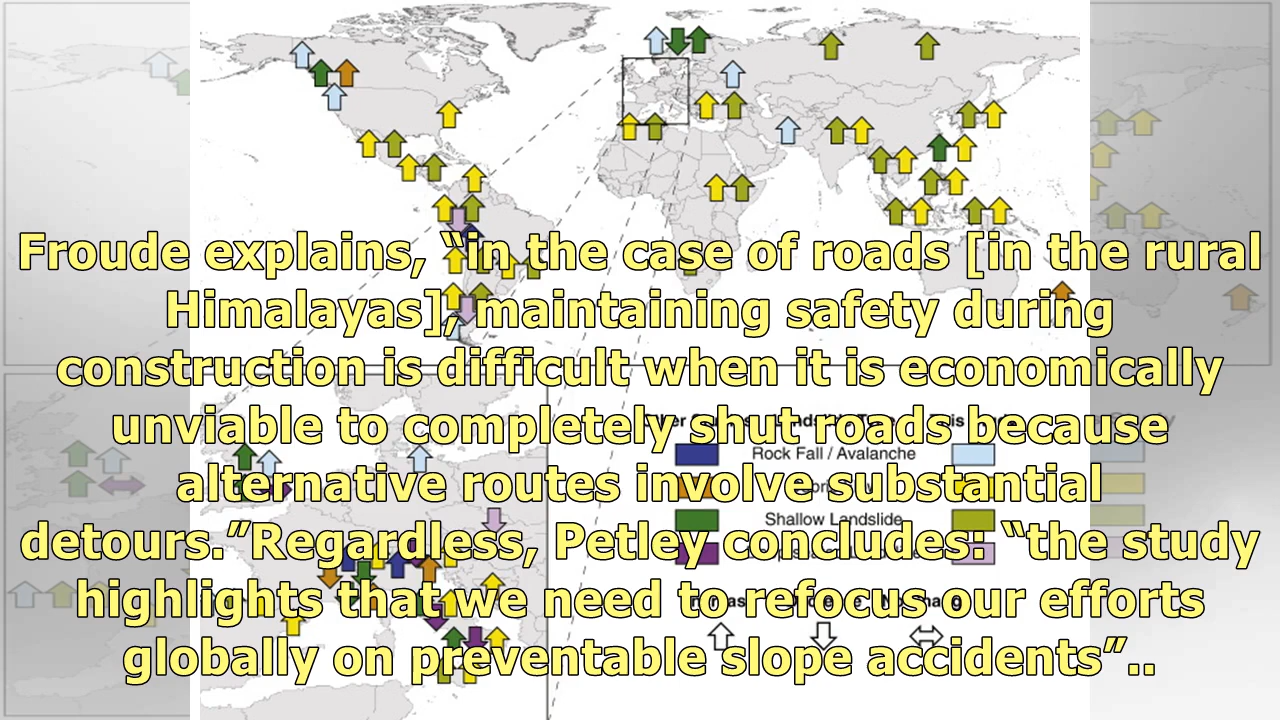 Froude explains, “in the case of roads [in the rural
Himalayas], maintaining safety during
construction is difficult when it is economically
unviable to completely shut roads because
Rock Fall / Avalanche
alternative routes involve substantial
Shallow Landslide
detours.”Regardless, Petley concludes: “the study
highlights that we need to refocus our efforts
globally on preventable slope accidents”..